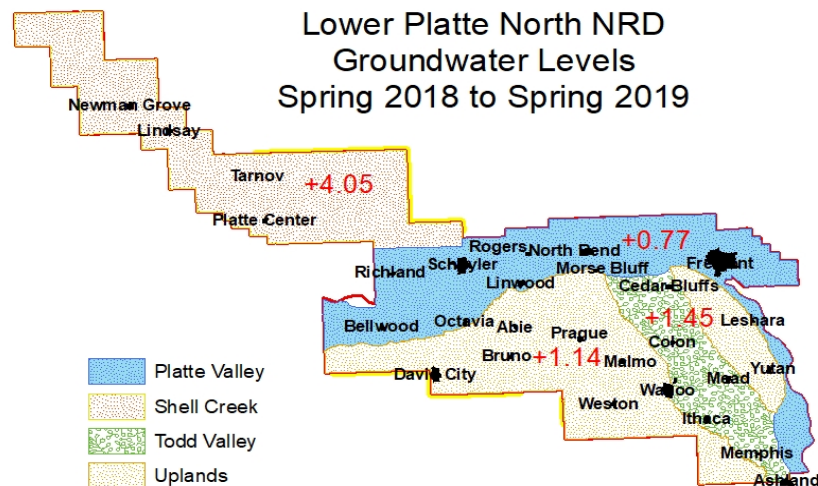 Lower Platte North NRD
Groundwater Levels
Spring 2018 to Spring 2019
Newman Grove
Lindsay
Tarnov
+4.05
Platte Center
Rogers
North Bend
+0.77
Richland
Schuyler
Morse Bluff
Fremont
Linwood
Cedar Bluffs
Bellwood
Octavia
Abie
Prague
+1.45
Leshara
Colon
Bruno
+1.14
Malmo
Yutan
David City
Mead
Wahoo
Weston
Ithaca
Memphis
Ashland
Platte Valley
Shell Creek
Todd Valley
Uplands